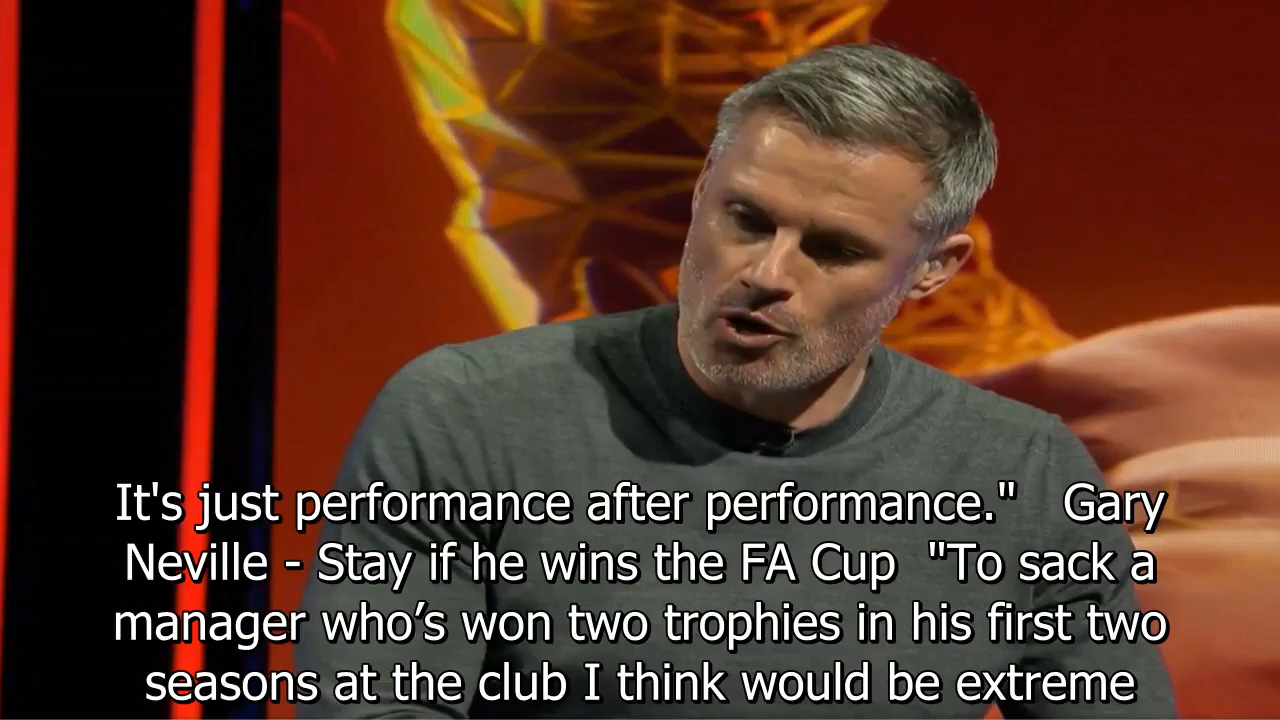 It's just performance after performance."   Gary
Neville - Stay if he wins the FA Cup  "To sack a
manager who’s won two trophies in his first two
seasons at the club I think would be extreme